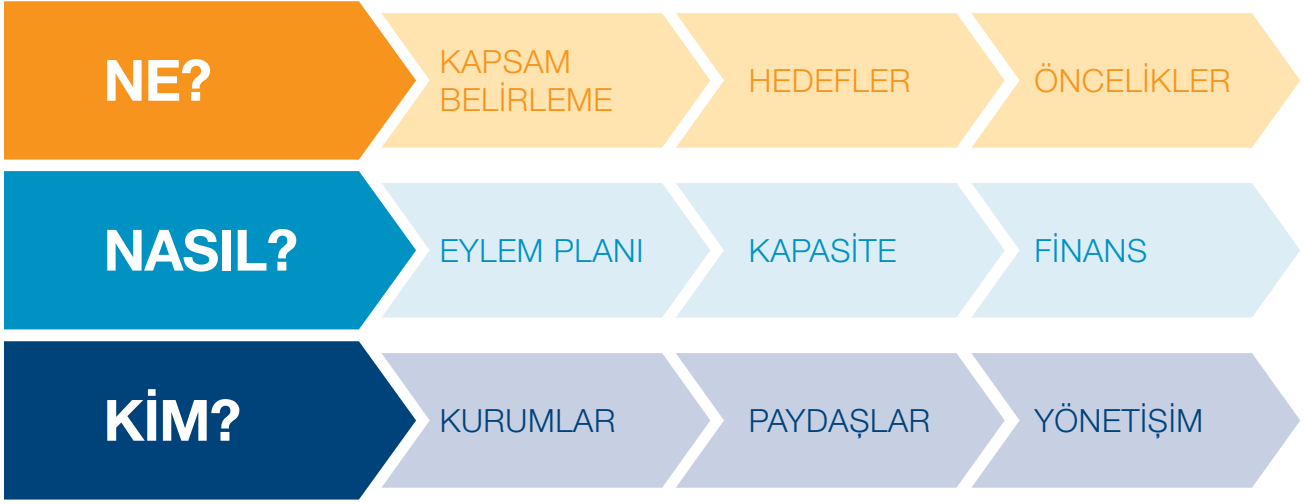 NE?
KAPSAM
BELİRLEME
HEDEFLER
ÖNCELİKLER
NASIL?
EYLEM PLANI
KAPASİTE
FİNANS
KİM?
KURUMLAR
PAYDAŞLAR
YÖNETİŞİM